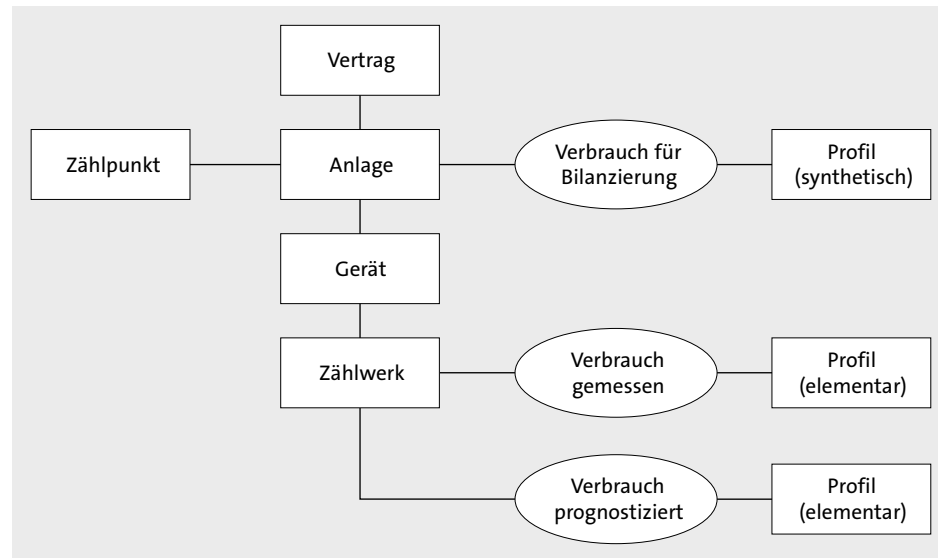 Vertrag
Zählpunkt
Anlage
Verbrauch für
Bilanzierung
Profil
(synthetisch)
Gerät
Zählwerk
Verbrauch
gemessen
Profil
(elementar)
Verbrauch
prognostiziert
Profil
(elementar)